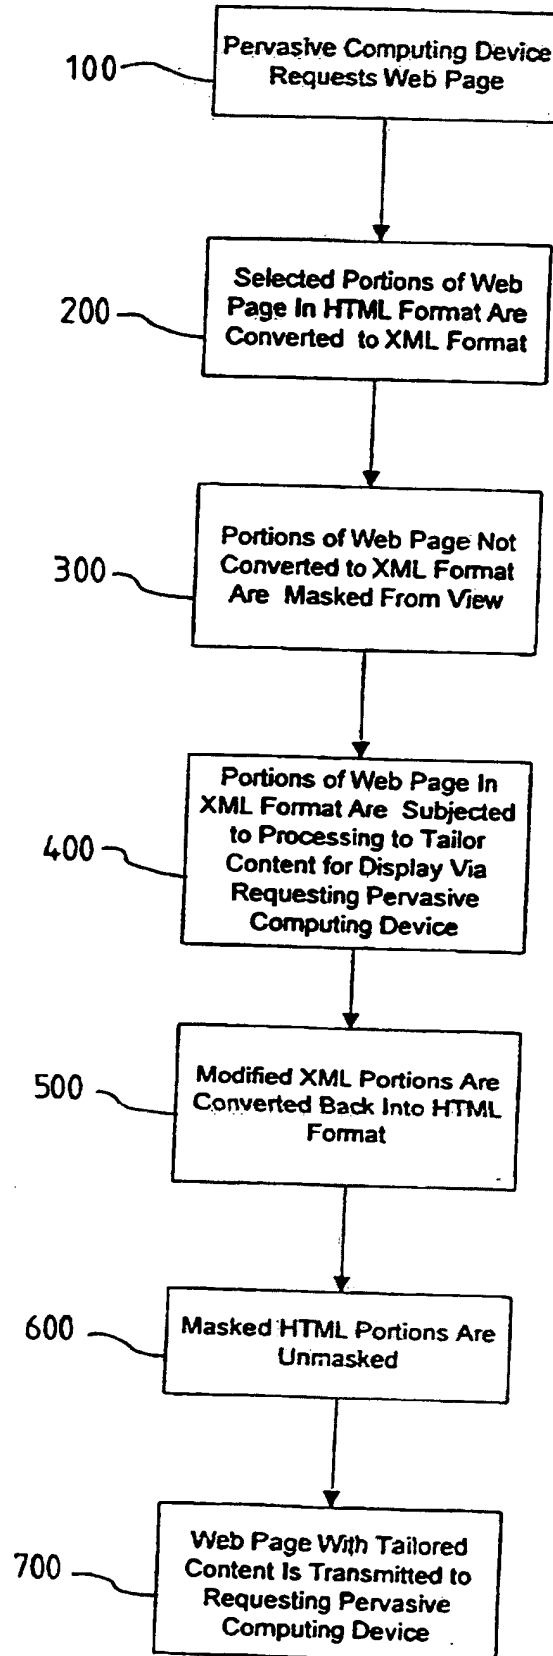 100
Pervasive Computing Device
Requests Web Page
200
Selected Portions of Web
Page In HTML Format Are
Converted to XML Format
300
Portions of Web Page Not
Converted to XML Format
Are Masked From View
400
Portions of Web Page In
XML Format Are Subjected
to Processing to Tailor
Content for Display Via
Requesting Pervasive
Computing Device
500
Modified XML Portions Are
Converted Back Into HTML
Format
600
Masked HTML Portions Are
Unmasked
700
Web Page With Tailored
Content Is Transmitted to
Requesting Pervasive
Computing Device